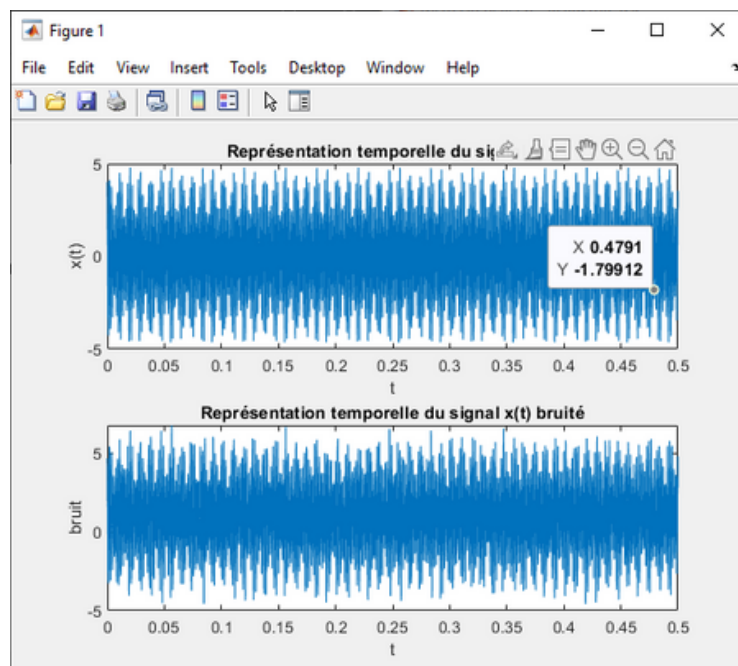 Figure 1
File Edit View Insert Tools Desktop Window Help
Représentation temporelle du
5
0
-5
x(t)
X 0.4791
Y -1.79912
0 0.05 0.1 0.15 0.2 0.25 0.3 0.35 0.4 0.45 0.5
t
Représentation temporelle du signal x(t) bruité
5
0
-5
bruit
0 0.05 0.1 0.15 0.2 0.25 0.3 0.35 0.4 0.45 0.5
t